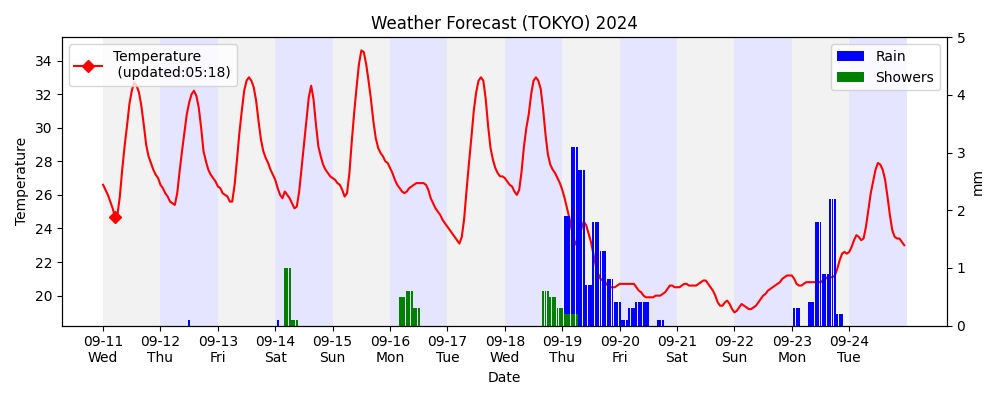 Weather Forecast (TOKYO) 2024
Temperature
(updated:05:18)
Rain
Showers
Temperature
34
32
30
28
26
24
22
20
5
4
3
2
1
0
mm
09-11 09-12 09-13 09-14 09-15 09-16 09-17 09-18 09-19 09-20 09-21 09-22 09-23 09-24
Wed Thu Fri Sat Sun Mon Tue Wed Thu Fri Sat Sun Mon Tue
Date